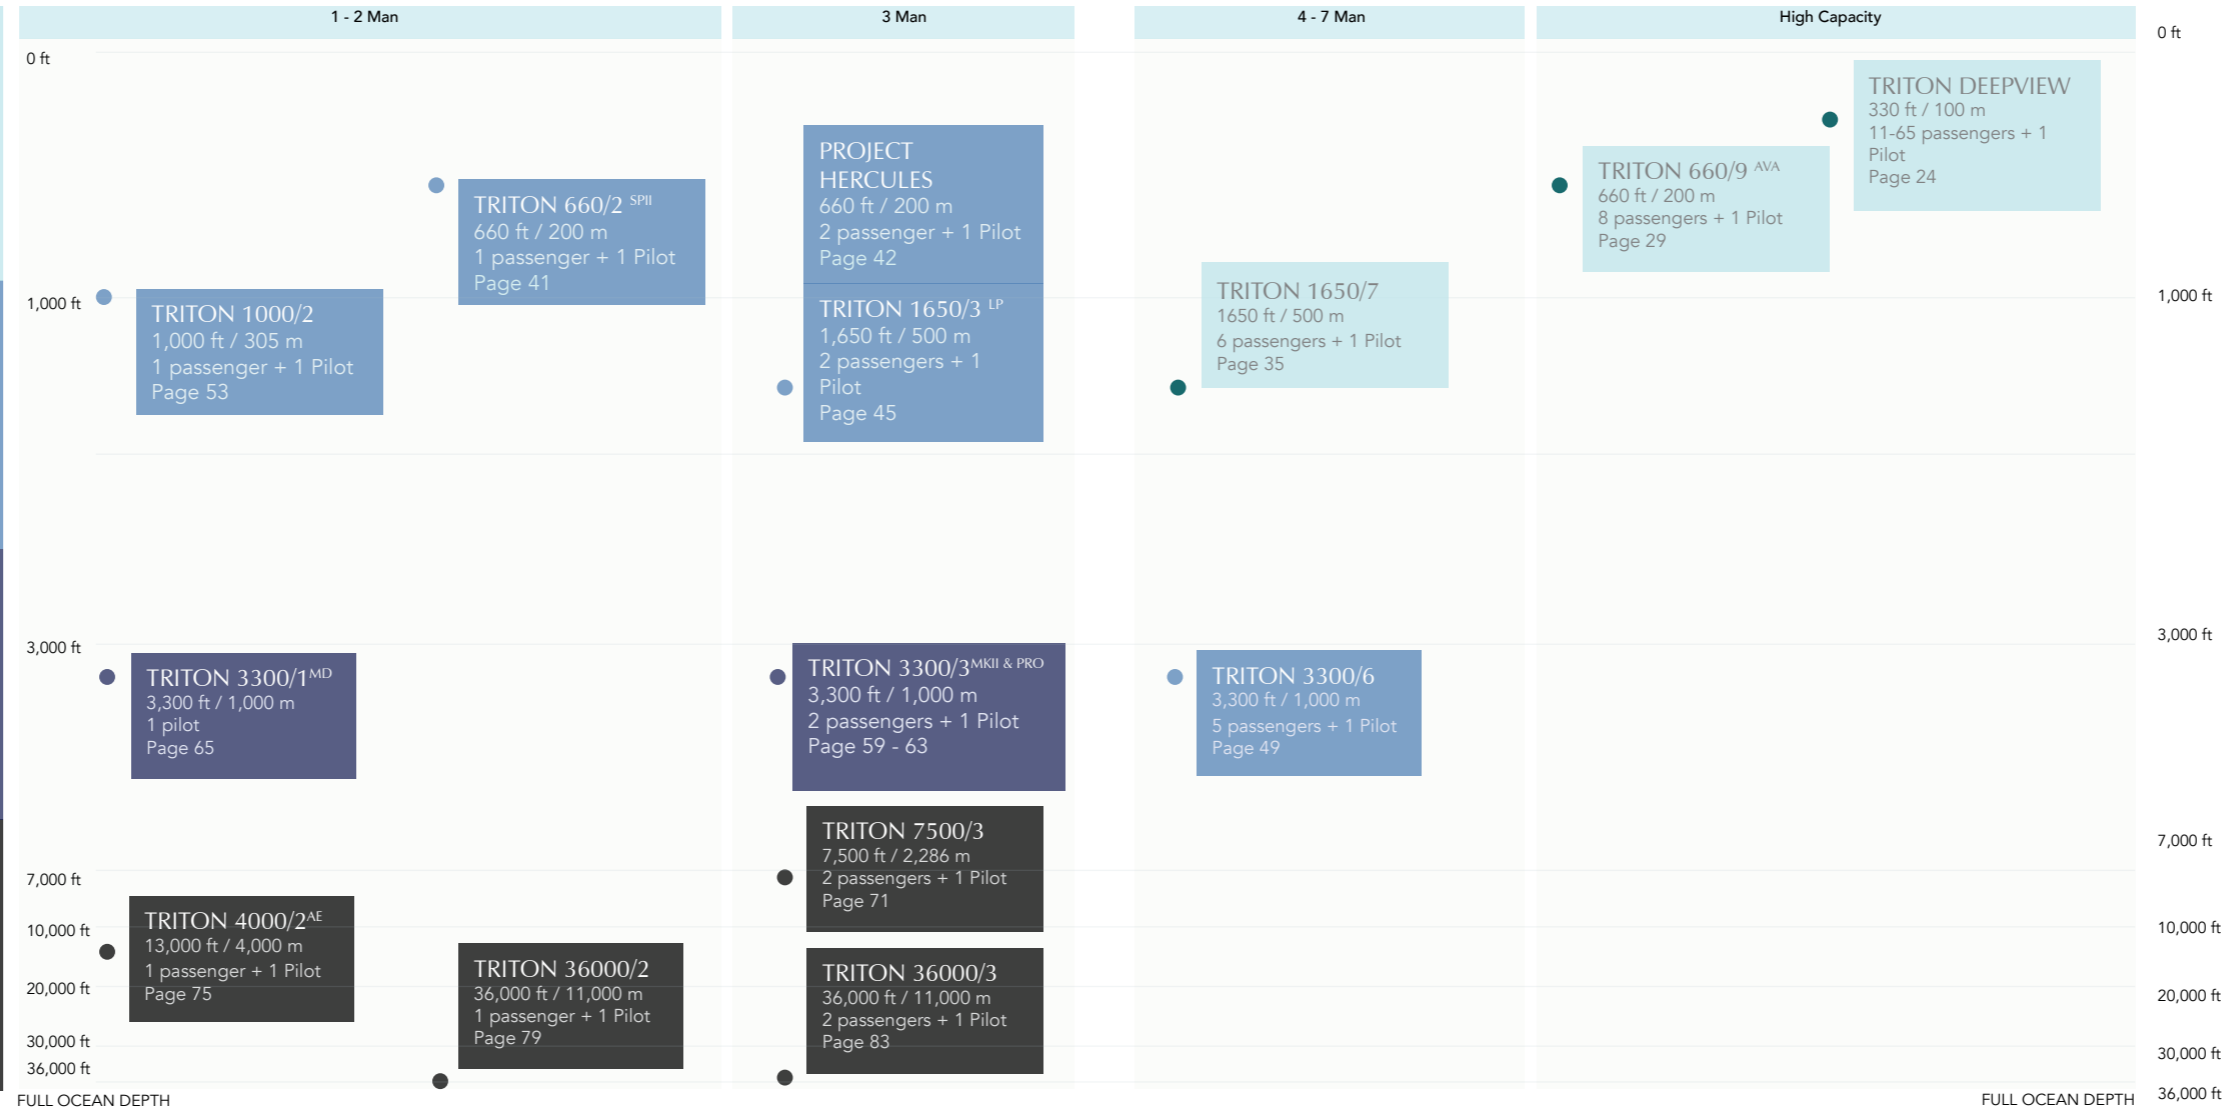 1 - 2 Man
3 Man
4 - 7 Man
High Capacity
0 ft
1,000 ft
3,000 ft
7,000 ft
10,000 ft
20,000 ft
30,000 ft
36,000 ft
FULL OCEAN DEPTH
TRITON 660/2 SPII
660 ft / 200 m
1 passenger + 1 Pilot
Page 41
TRITON 1000/2
1,000 ft / 305 m
1 passenger + 1 Pilot
Page 53
TRITON 3300/1 MD
3,300 ft / 1,000 m
1 pilot
Page 65
TRITON 4000/2 AE
13,000 ft / 4,000 m
1 passenger + 1 Pilot
Page 75
TRITON 36000/2
36,000 ft / 11,000 m
1 passenger + 1 Pilot
Page 79
PROJECT
HERCULES
660 ft / 200 m
2 passenger + 1 Pilot
Page 42
TRITON 1650/3 LP
1,650 ft / 500 m
2 passengers + 1
Pilot
Page 45
TRITON 3300/3 MKII & PRO
3,300 ft / 1,000 m
2 passengers + 1 Pilot
Page 59 - 63
TRITON 7500/3
7,500 ft / 2,286 m
2 passengers + 1 Pilot
Page 71
TRITON 36000/3
36,000 ft / 11,000 m
2 passengers + 1 Pilot
Page 83
TRITON 1650/7
1650 ft / 500 m
6 passengers + 1 Pilot
Page 35
TRITON 3300/6
3,300 ft / 1,000 m
5 passengers + 1 Pilot
Page 49
TRITON 660/9 AVA
660 ft / 200 m
8 passengers + 1 Pilot
Page 29
TRITON DEEPVIEW
330 ft / 100 m
11-65 passengers + 1
Pilot
Page 24
0 ft
1,000 ft
3,000 ft
7,000 ft
10,000 ft
20,000 ft
30,000 ft
36,000 ft
FULL OCEAN DEPTH